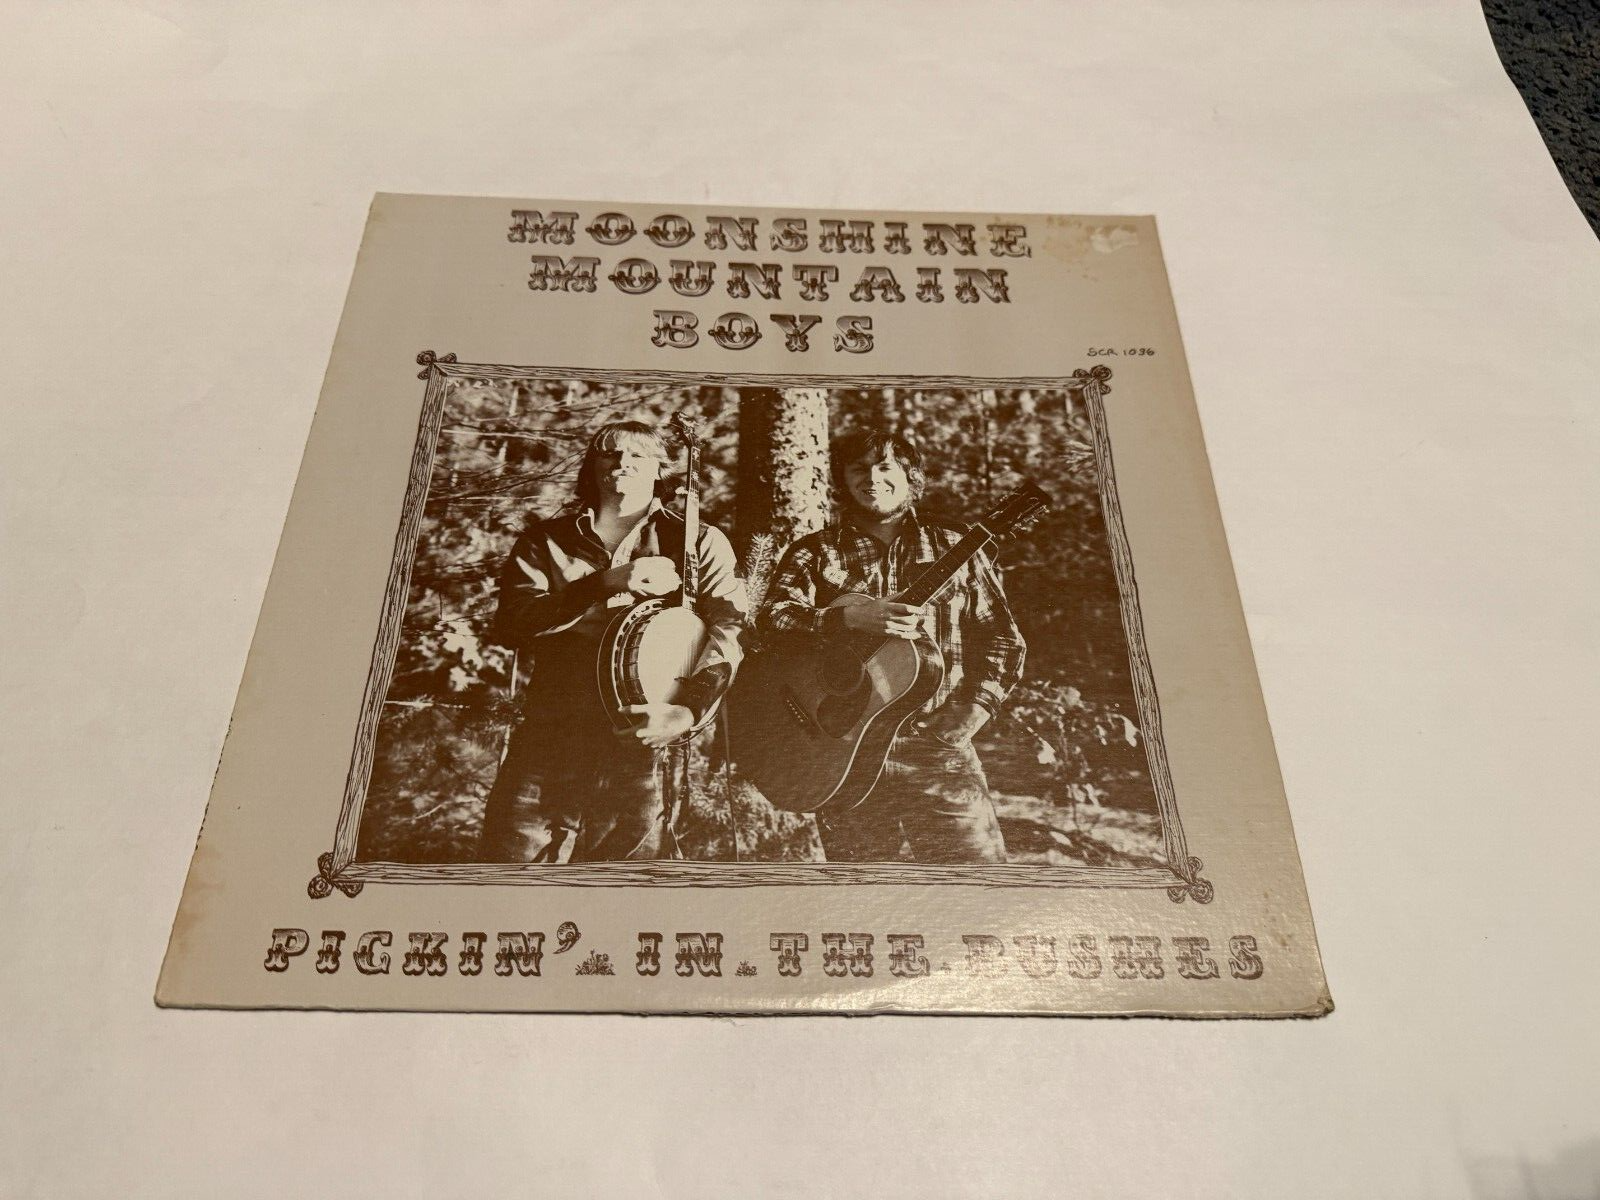 MOONSHINE
MOUNTAIN
BOYS
SCR 1036
PICKIN' IN THE BUSHES